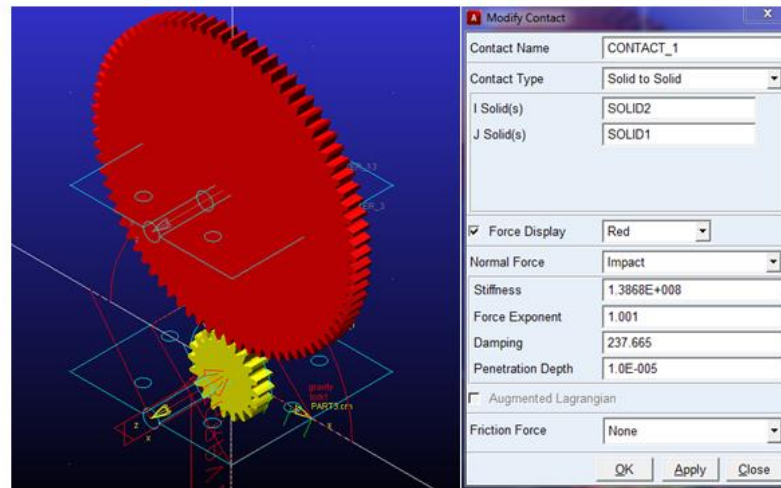 Modify Contact
x
Contact Name CONTACT_1
Contact Type Solid to Solid
I Solid(s) SOLID2
J Solid(s) SOLID1
Force Display Red
Normal Force Impact
Stiffness 1.3868E+008
Force Exponent 1.001
Damping 237.665
Penetration Depth 1.0E-005
Augmented Lagrangian
Friction Force None
OK Apply Close
gravity
z
x
x